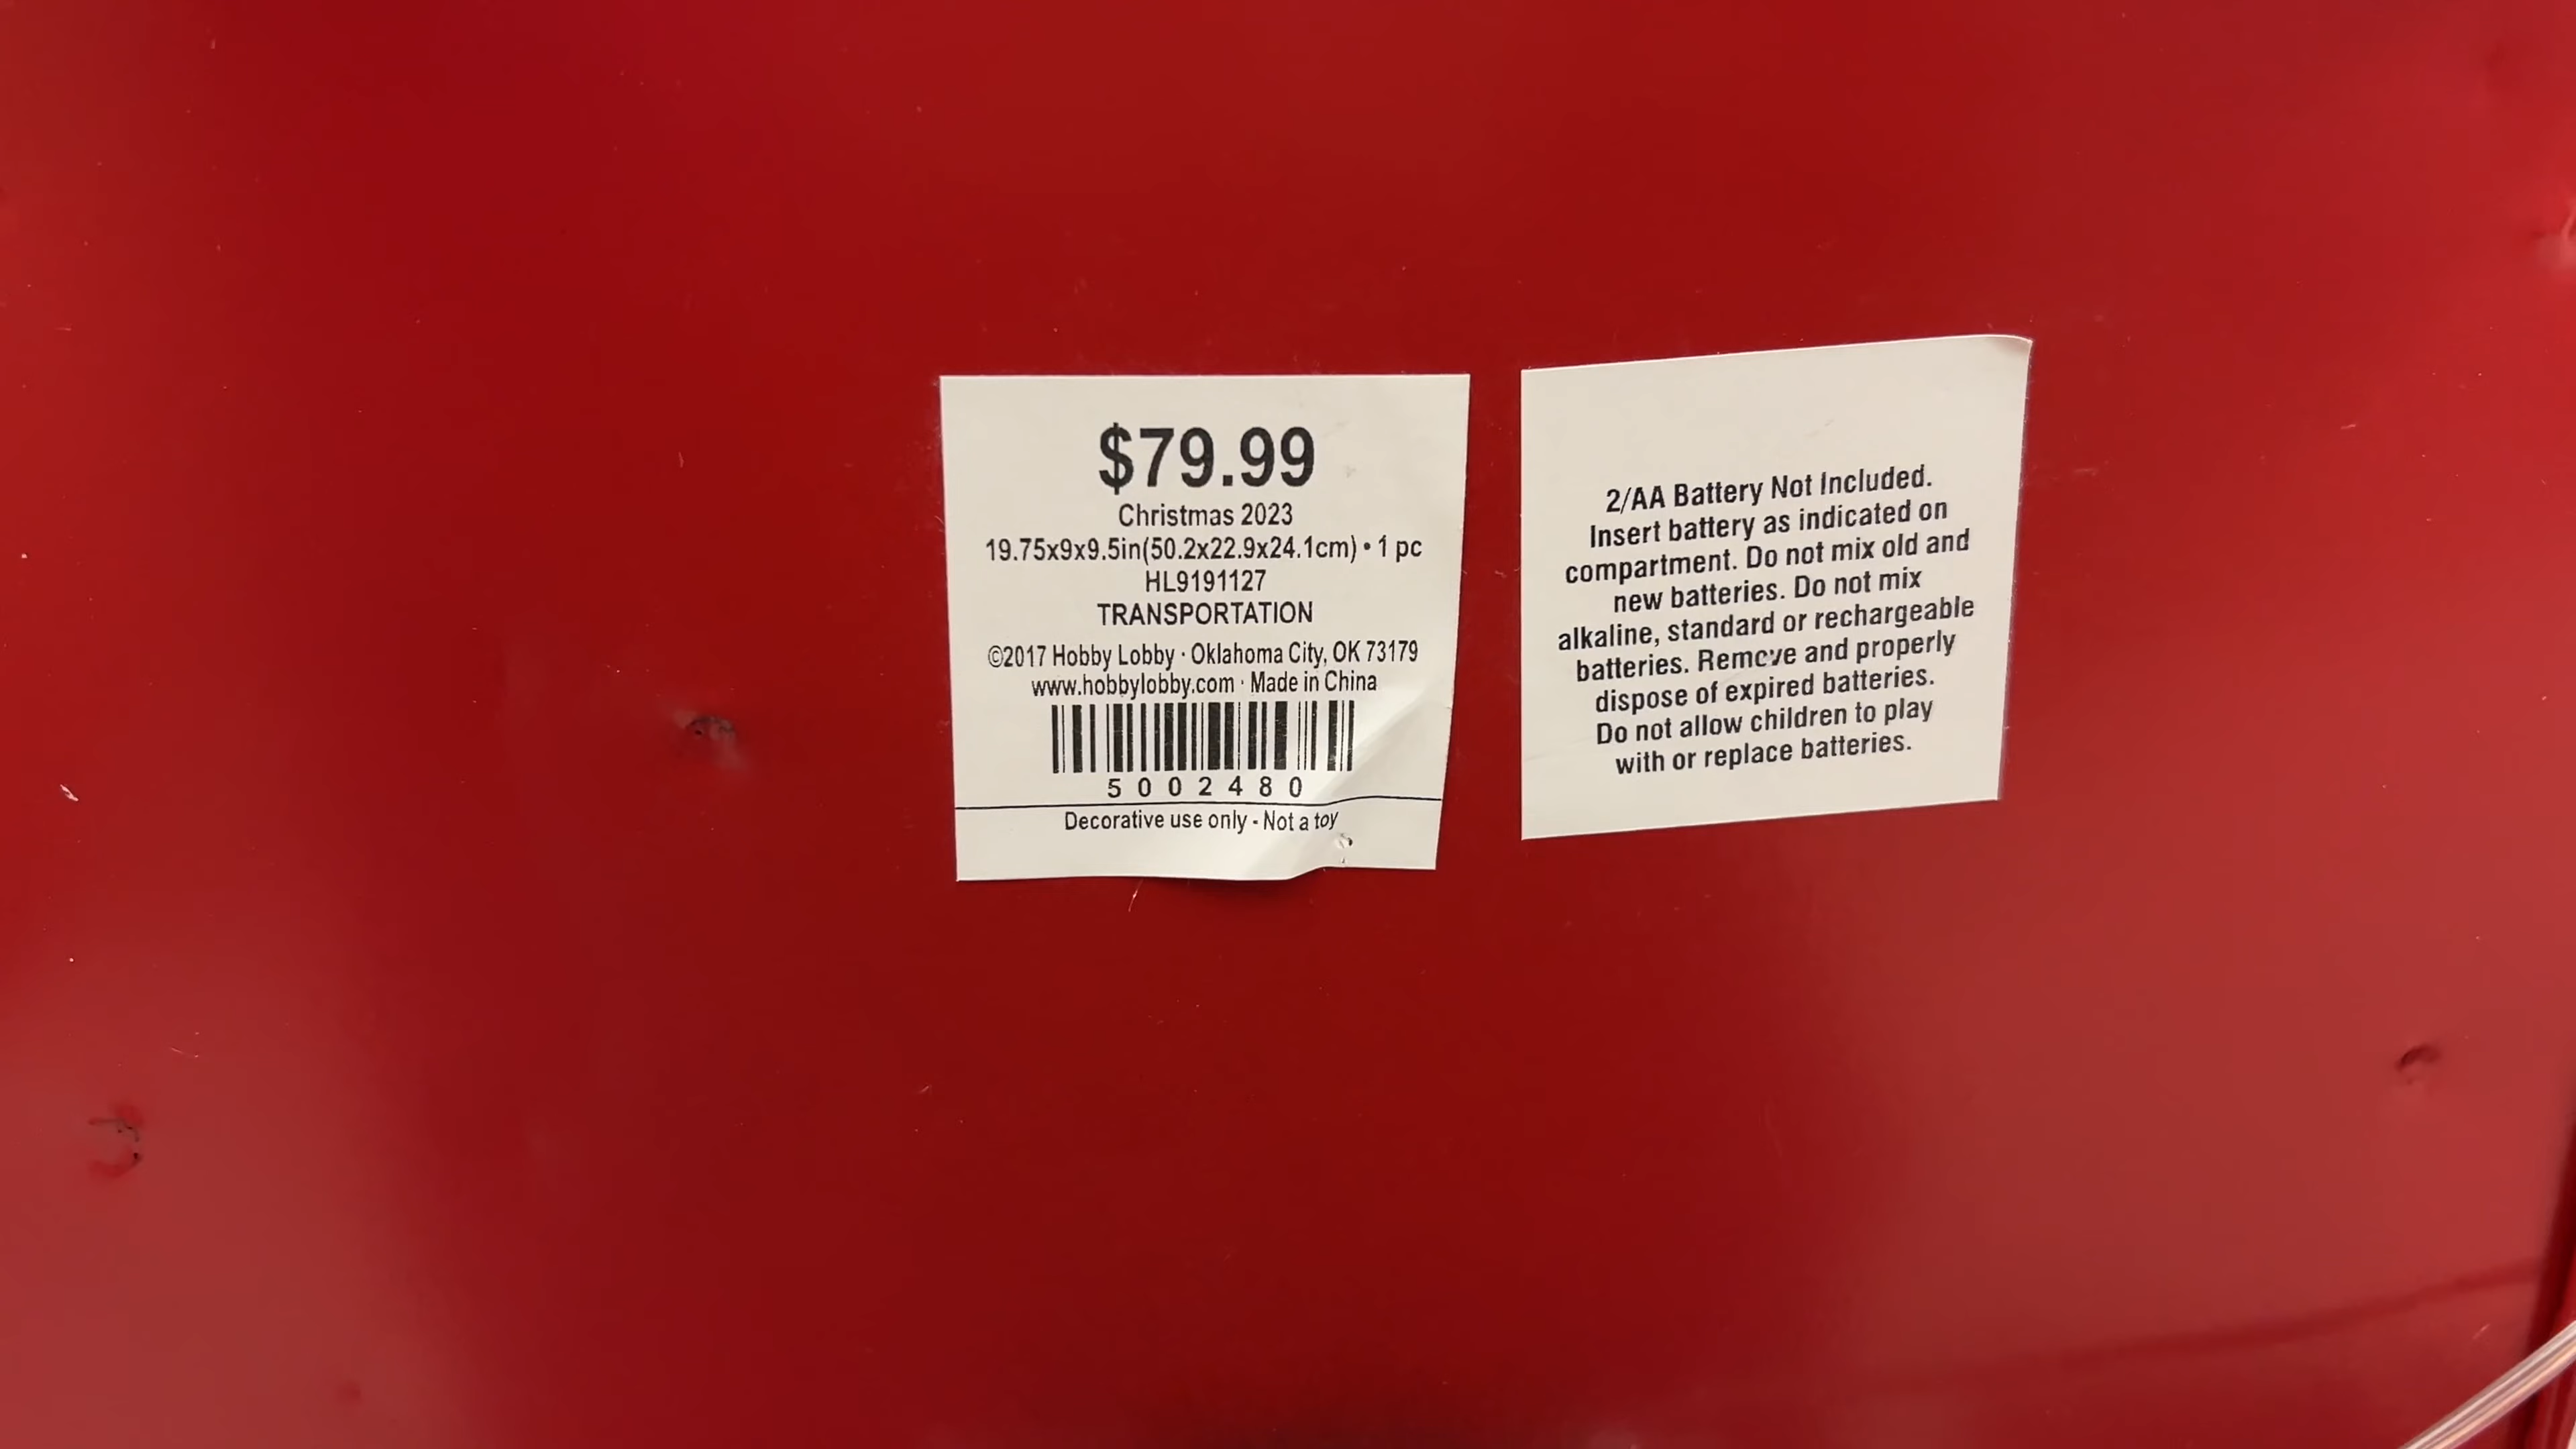 $79.99
Christmas 2023
19.75x9x9.5in(50.2x22.9x24.1cm) • 1 pc
HL9191127
TRANSPORTATION
©2017 Hobby Lobby · Oklahoma City, OK 73179
www.hobbylobby.com · Made in China
5002480
Decorative use only - Not a toy
2/AA Battery Not Included.
Insert battery as indicated on
compartment. Do not mix old and
new batteries. Do not mix
alkaline, standard or rechargeable
batteries. Remove and properly
dispose of expired batteries.
Do not allow children to play
with or replace batteries.